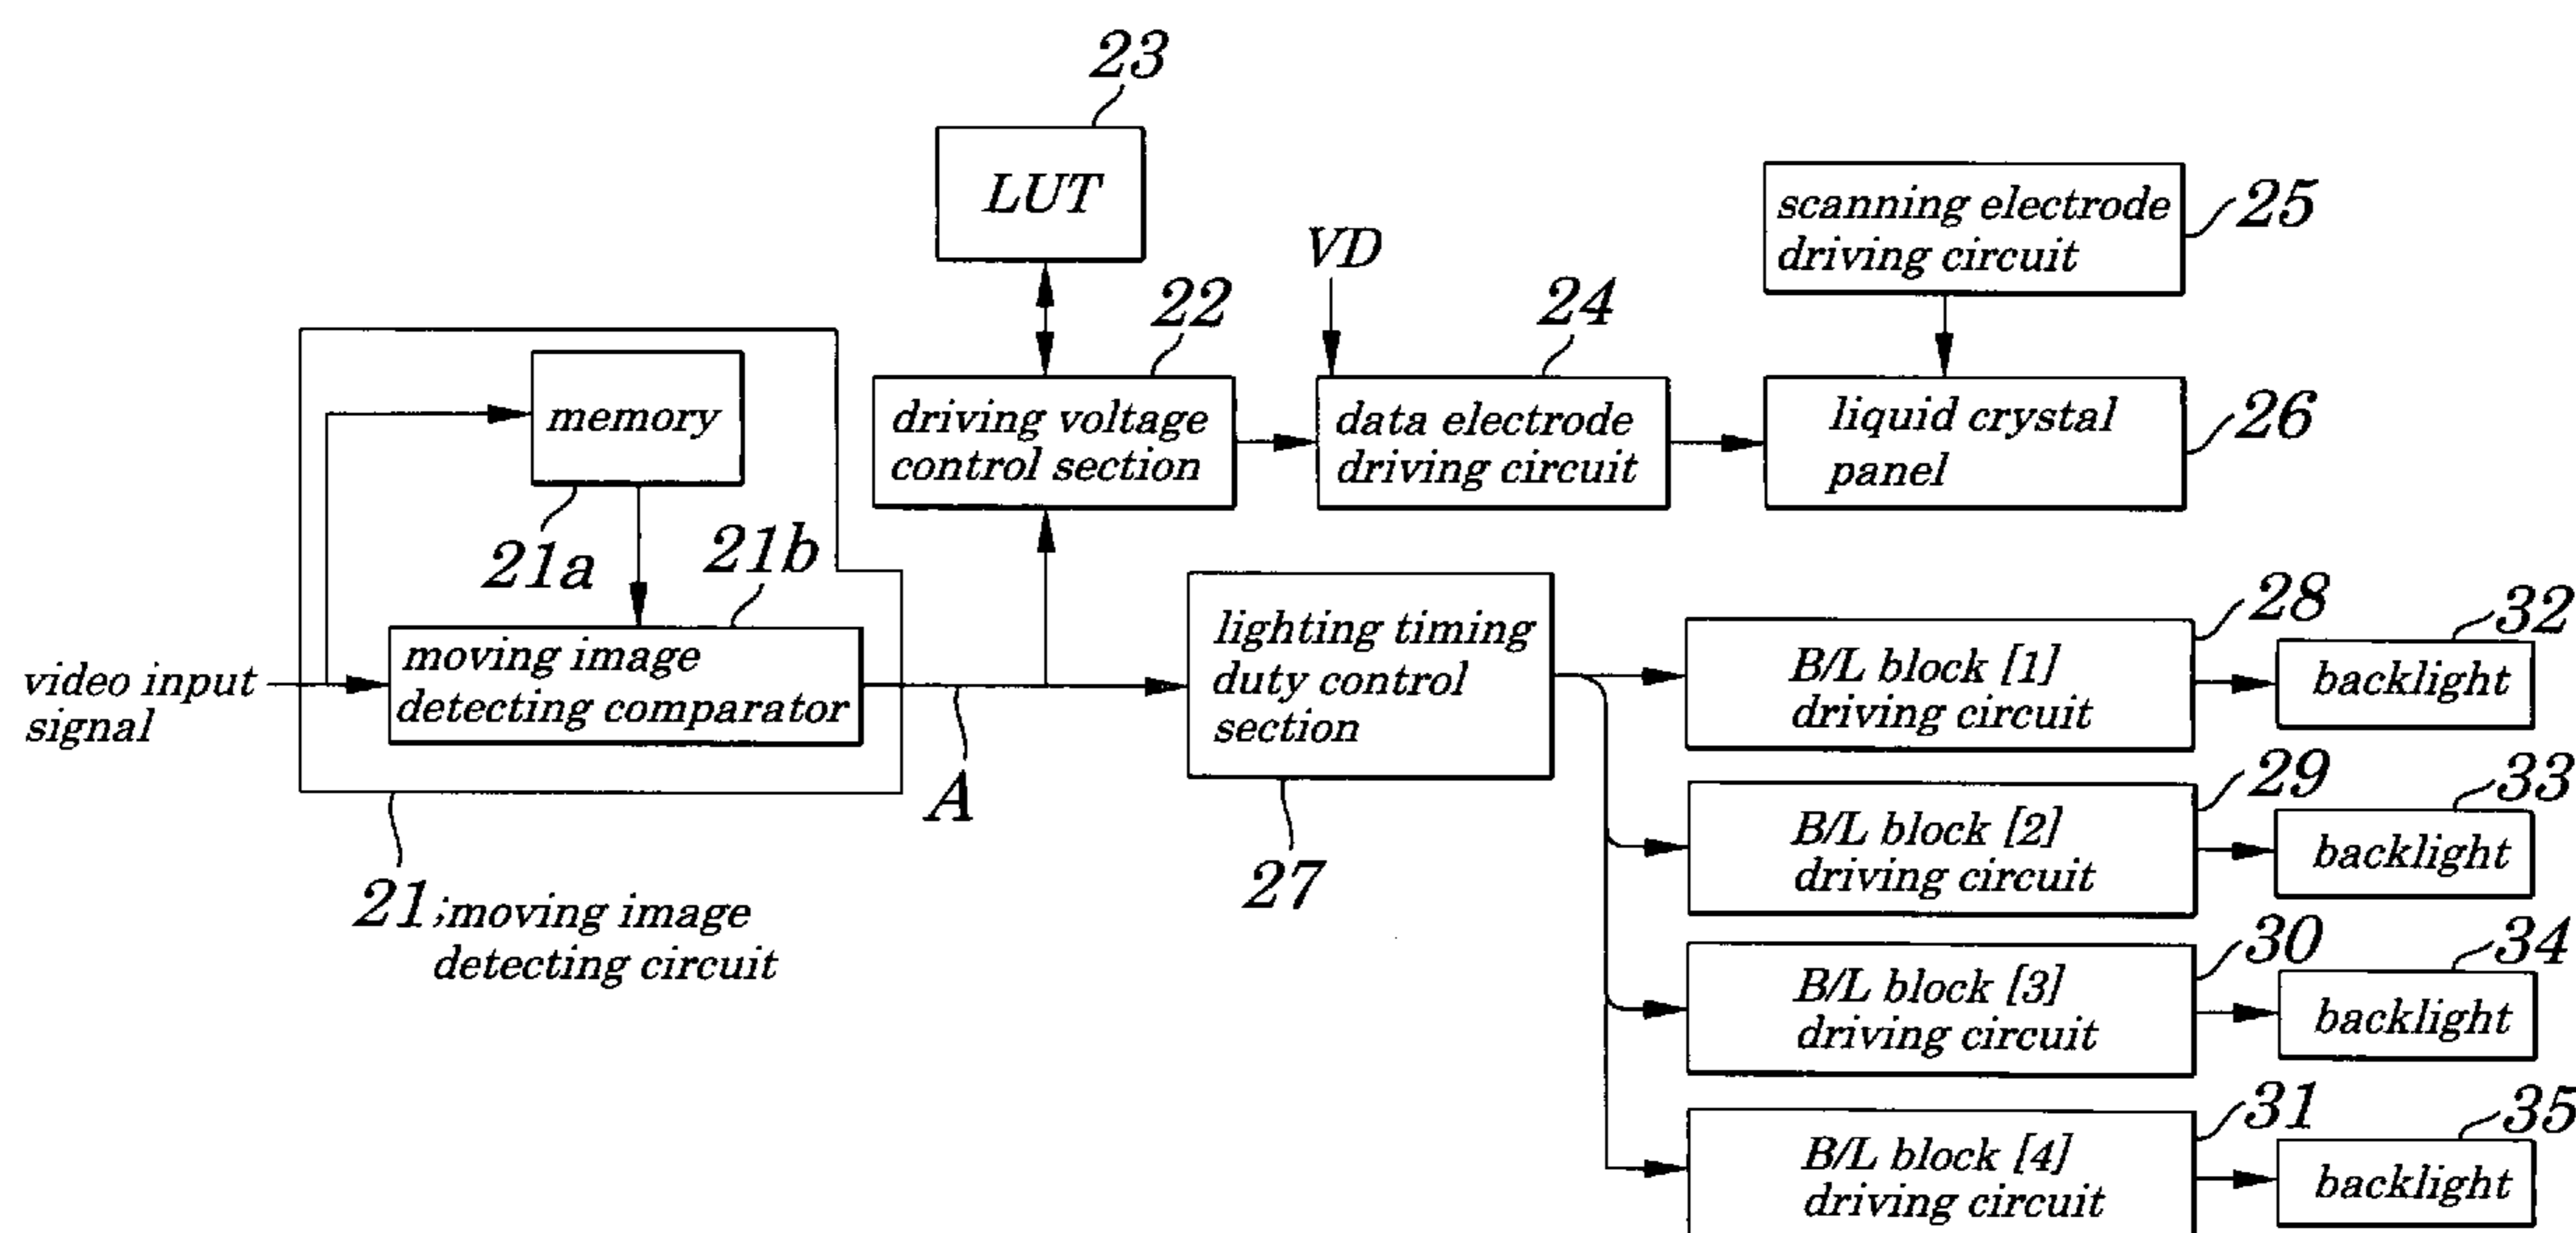 23
LUT
VD
scanning electrode
driving circuit
25
22
24
memory
driving voltage
control section
data electrode
driving circuit
liquid crystal
panel
26
21a
21b
video input
signal
moving image
detecting comparator
A
lighting timing
duty control
section
27
21;moving image
detecting circuit
B/L block [1]
driving circuit
28
backlight
32
B/L block [2]
driving circuit
29
backlight
33
B/L block [3]
driving circuit
30
backlight
34
B/L block [4]
driving circuit
31
backlight
35